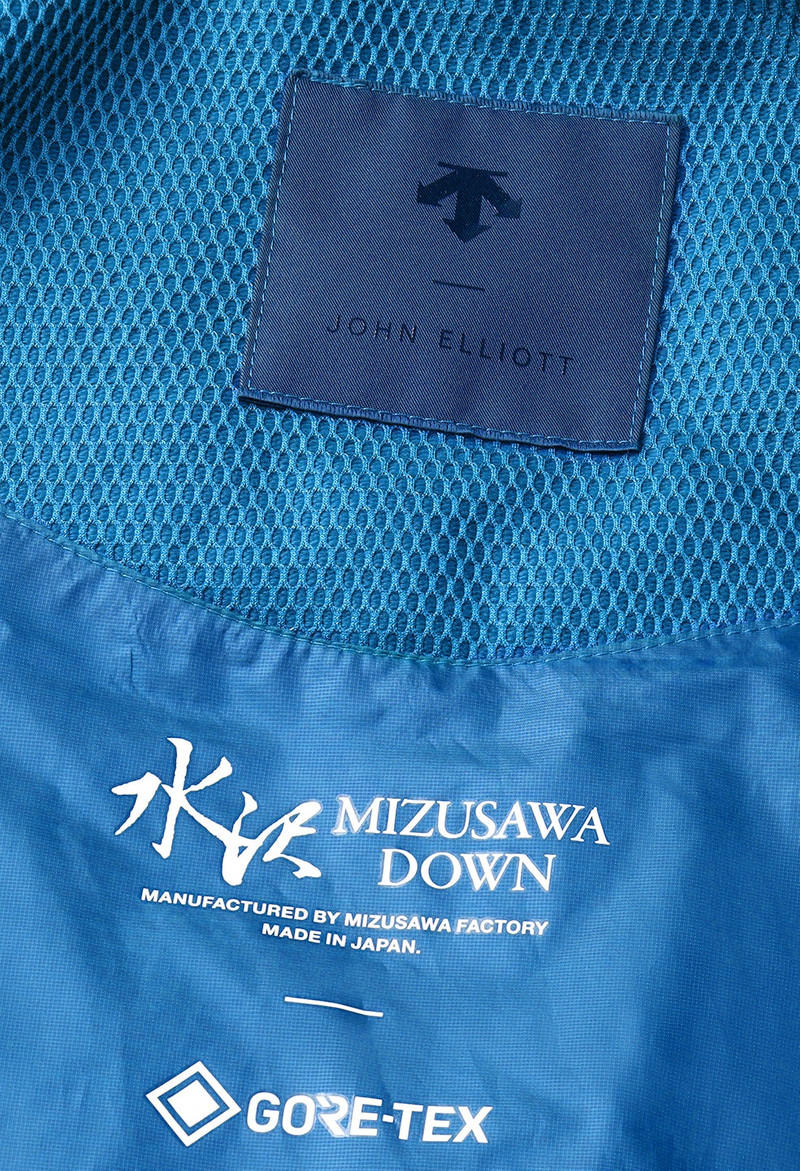 JOHN ELLIOTT
水沢 MIZUSAWA
DOWN
MANUFACTURED BY MIZUSAWA FACTORY
MADE IN JAPAN.
GORE-TEX